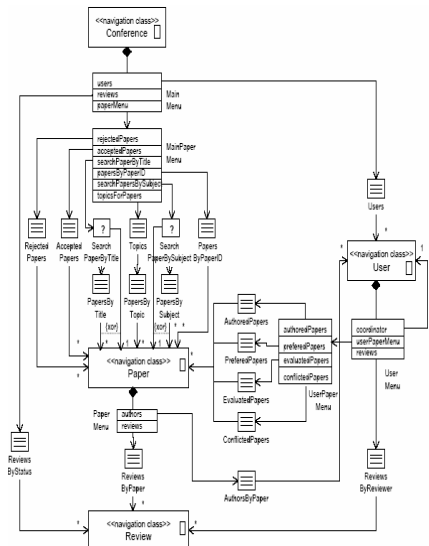 <<navigation class>>
Conference
users
reviews
paperMenu
Main
Menu
rejectedPapers
acceptedPapers
searchPaperByTitle
papersByPaperID
searchPapersBySubjec
topicsForPapers
MainPaper
Menu
Users
?
?
Rejected
Papers
Accepted
Papers
Search
PaperByTitle
Topics
Search
PaperBySubject
Papers
ByPaperID
*
*
1
<<navigation class>>
User
PapersBy
Title
PapersBy
Topic
PapersBy
Subject
{xor}
{xor}
*
*
*
*
*
*
*
*
<<navigation class>>
Paper
AuthoredPapers
PreferedPapers
EvaluatedPapers
ConflictedPapers
authoredPapers
preferedPapers
evaluatedPapers
conflictedPapers
UserPaper
Menu
coordinator
userPaperMenu
reviews
User
Menu
Paper
Menu
authors
reviews
Reviews
ByStatus
Reviews
ByPaper
AuthorsByPaper
Reviews
ByReviewer
*
*
*
<<navigation class>>
Review